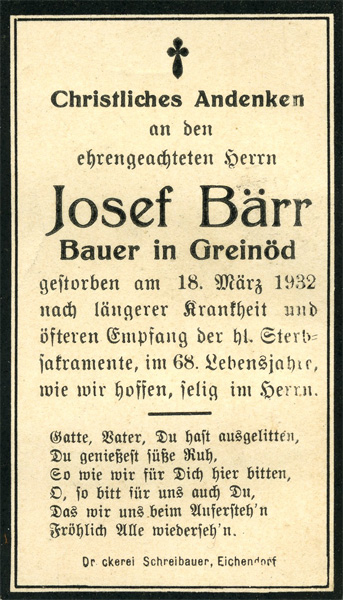 Christliches Andenken
an den
ehrengeachteten Herrn
Josef Bärr
Bauer in Greinöd
gestorben am 18. März 1932
nach längerer Krankheit und
öfteren Empfang der hl. Sterb-
sakramente, im 68. Lebensjahre,
wie wir hoffen, selig im Herrn.
Gatte, Vater, Du hast ausgelitten,
Du genießest süße Ruh,
So wie wir für Dich hier bitten,
O, so bitt für uns auch Du,
Das wir uns beim Aufersteh'n
Fröhlich Alle wiederseh'n.
Dr ckerei Schreibauer, Eichendorf